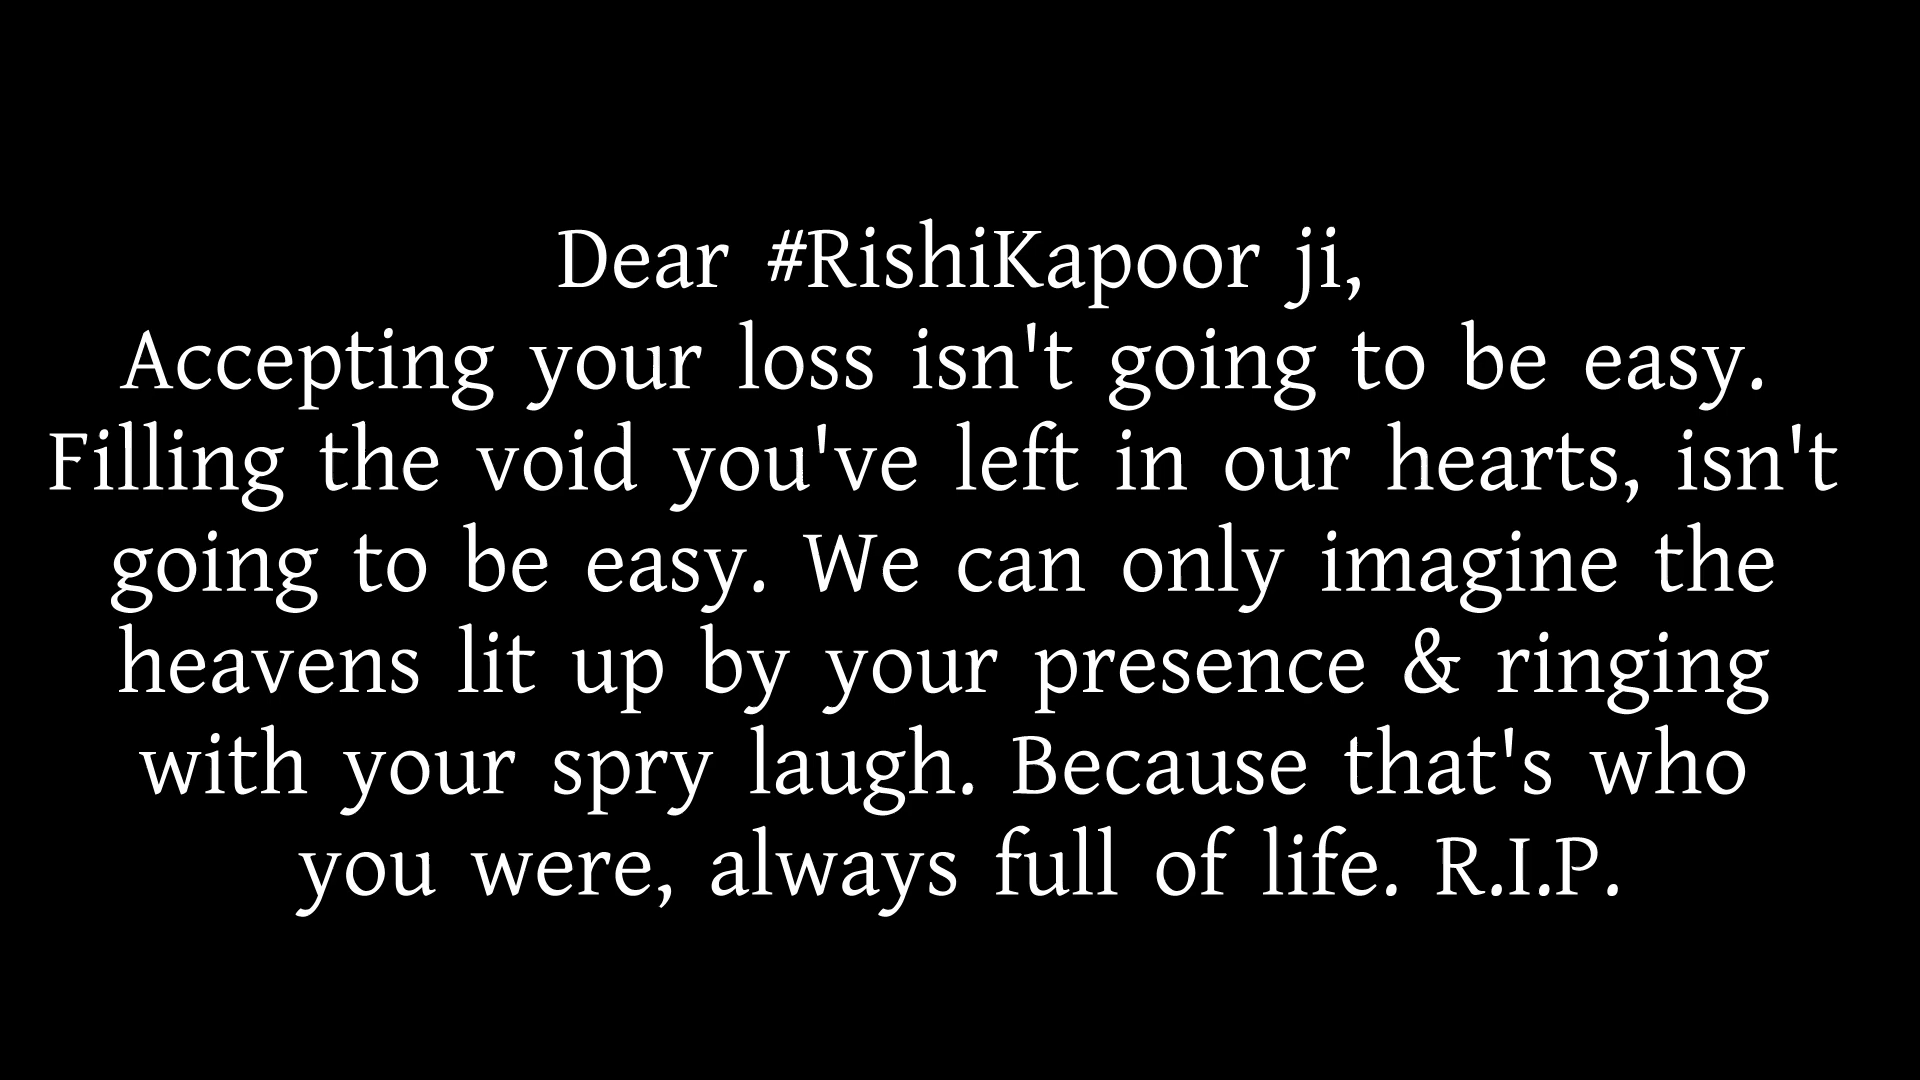 Dear #RishiKapoor ji,
Accepting your loss isn't going to be easy.
Filling the void you've left in our hearts, isn't
going to be easy. We can only imagine the
heavens lit up by your presence & ringing
with your spry laugh. Because that's who
you were, always full of life. R.I.P.